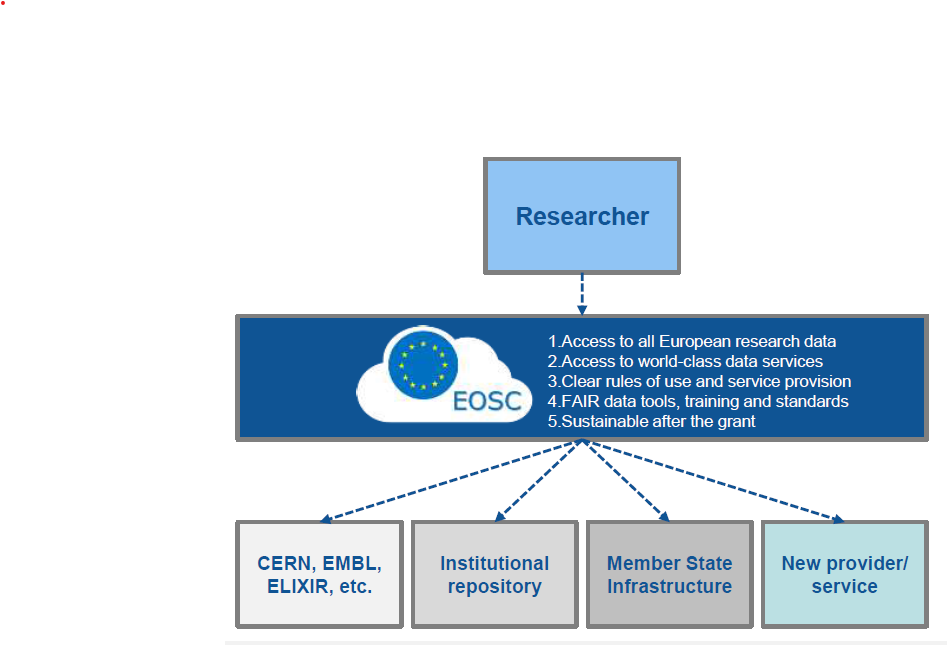 Researcher
EOSC
1.Access to all European research data
2.Access to world-class data services
3.Clear rules of use and service provision
4.FAIR data tools, training and standards
5.Sustainable after the grant
CERN, EMBL,
ELIXIR, etc.
Institutional
repository
Member State
Infrastructure
New provider/
service